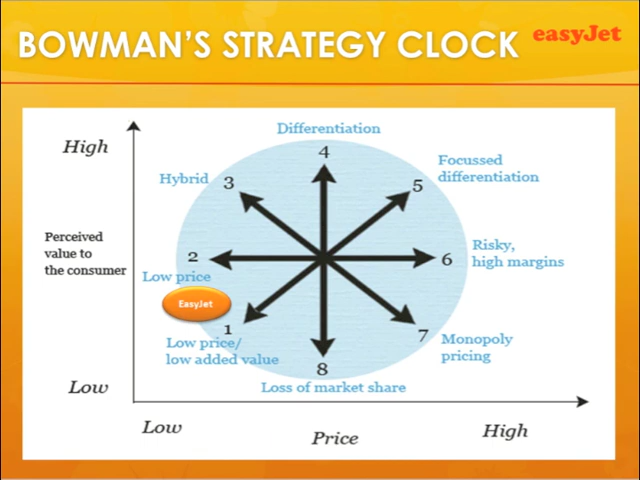 BOWMAN'S STRATEGY CLOCK
easyJet
Differentiation
High
4
Hybrid
3
5
Focussed
differentiation
Perceived
value to
the consumer
2
6
Risky,
high margins
Low price
EasyJet
1
7
Low price/
low added value
Monopoly
pricing
8
Loss of market share
Low
Low
Price
High